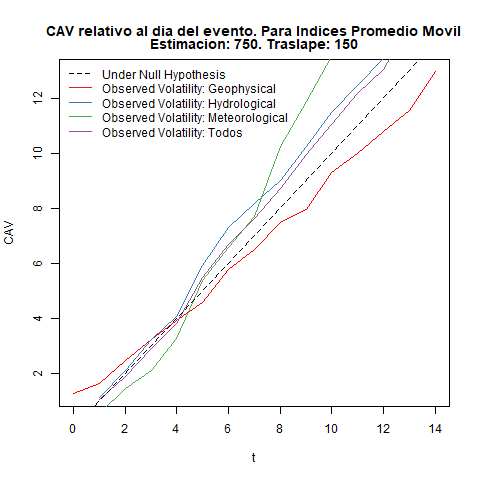 CAV relativo al dia del evento. Para Indices Promedio Movil
Estimacion: 750. Traslape: 150
Under Null Hypothesis
Observed Volatility: Geophysical
Observed Volatility: Hydrological
Observed Volatility: Meteorological
Observed Volatility: Todos
CAV
12
10
8
6
4
2
0 2 4 6 8 10 12 14
t